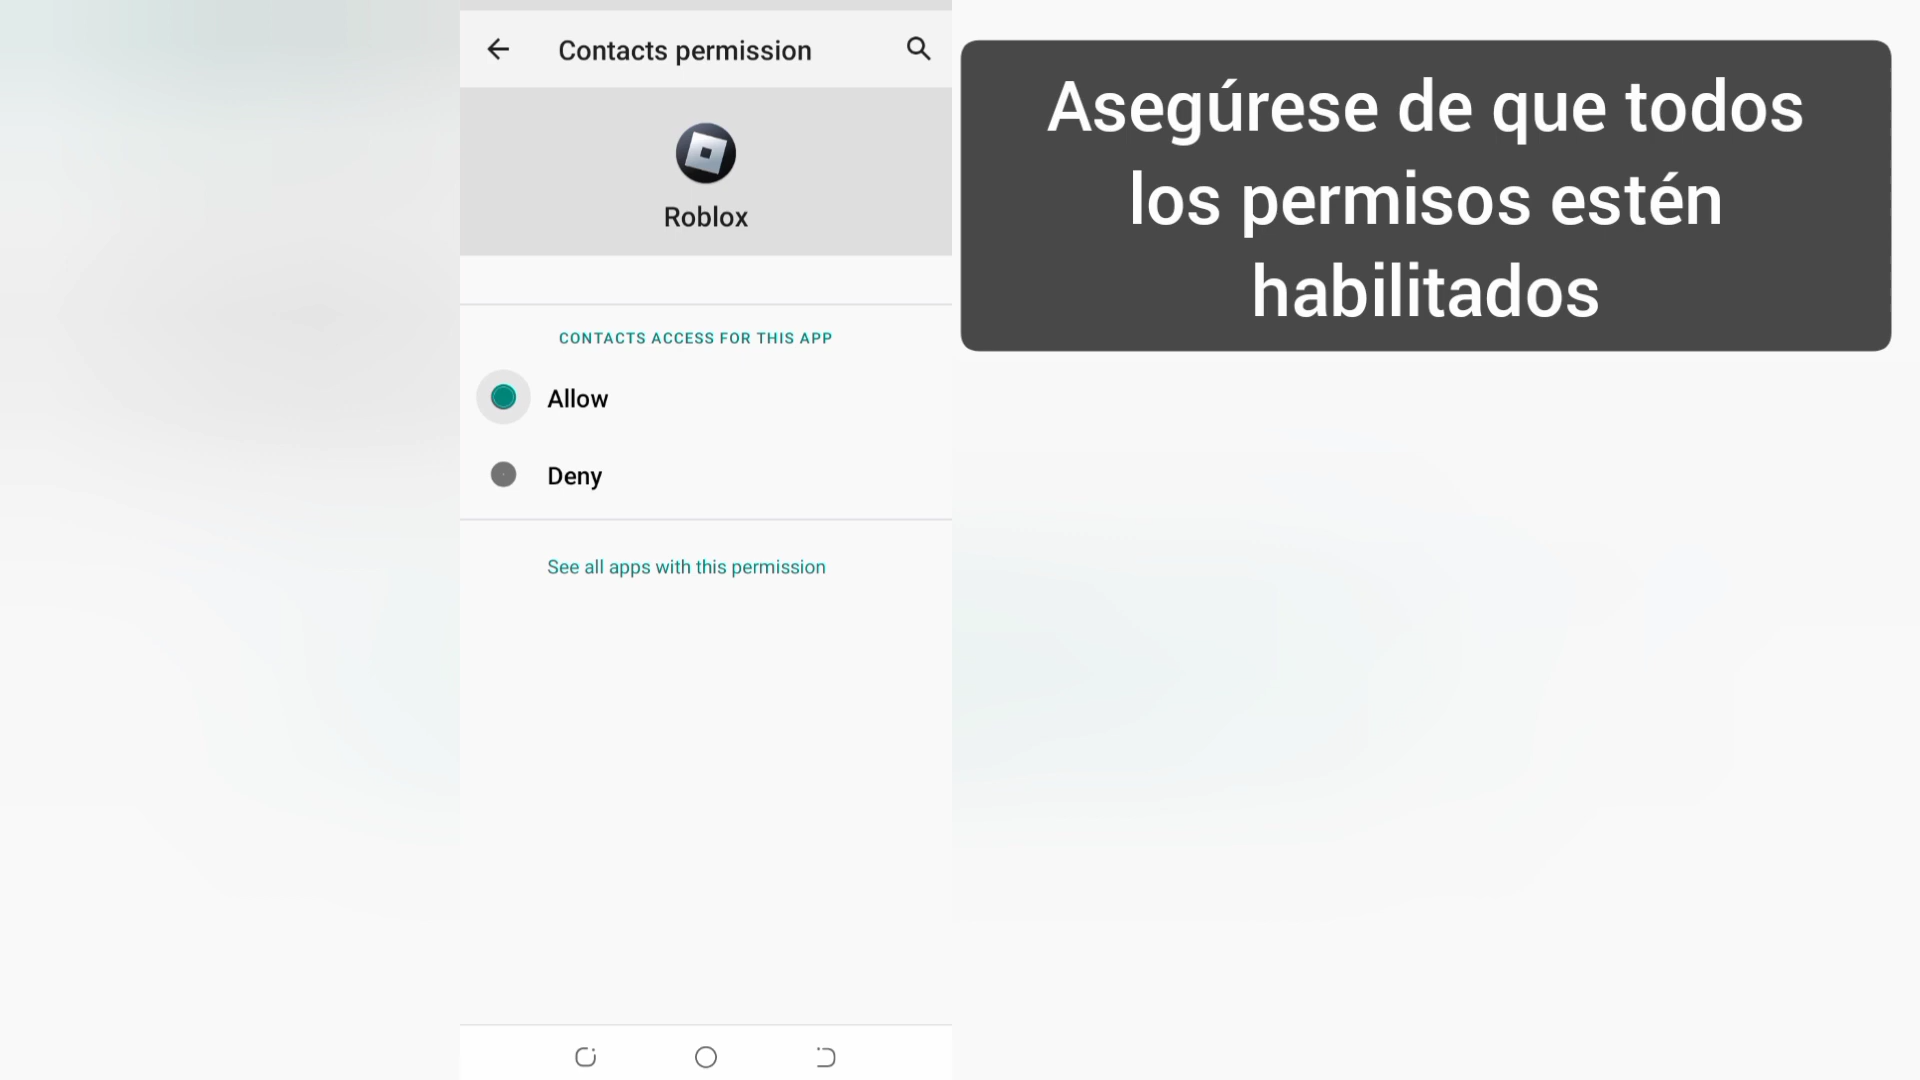 Contacts permission
Roblox
CONTACTS ACCESS FOR THIS APP
Allow
Deny
See all apps with this permission
Asegúrese de que todos
los permisos estén
habilitados